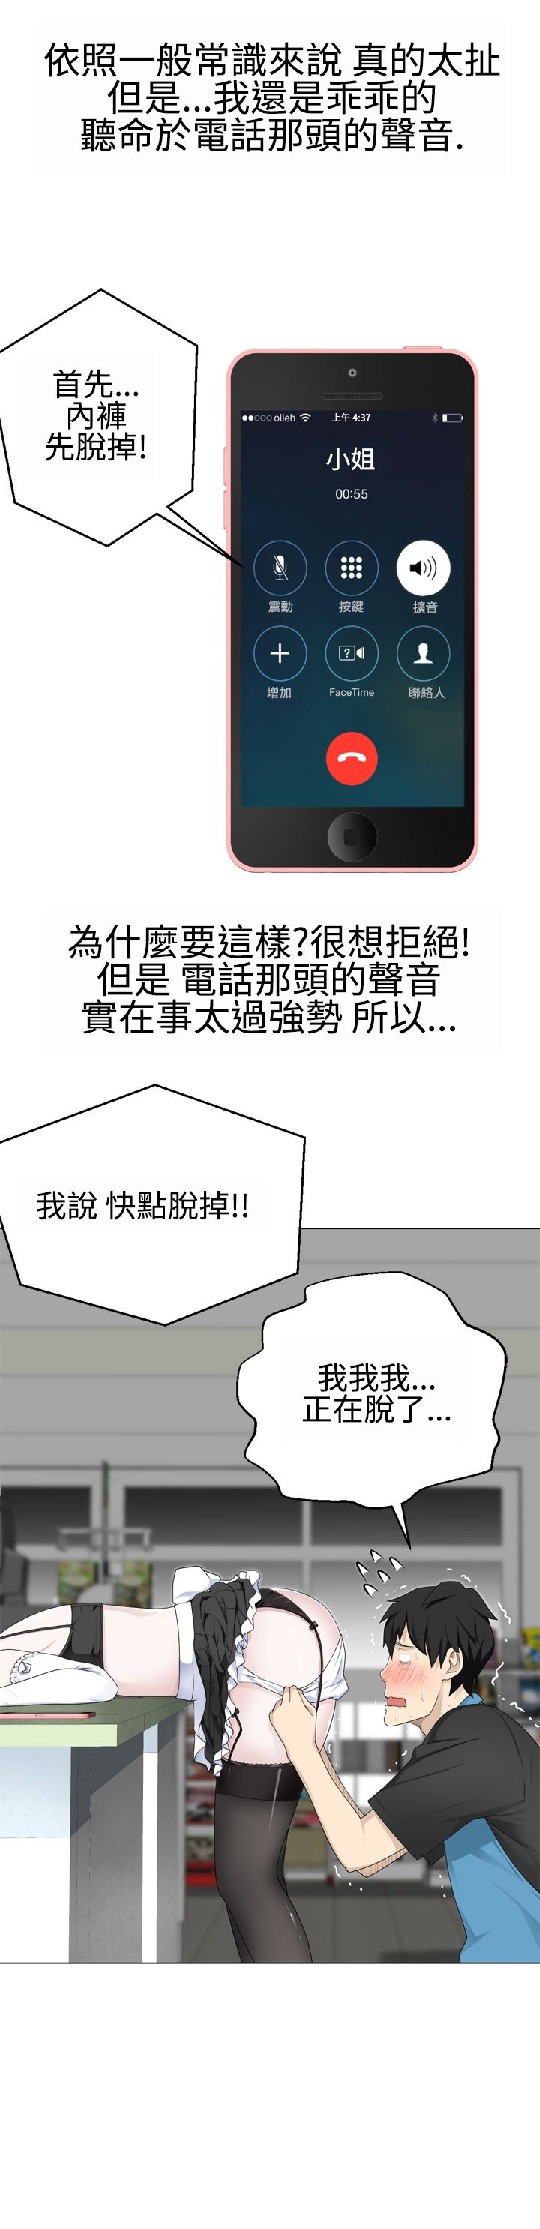 依照一般常識來說 真的太扯
但是...我還是乖乖的
聽命於電話那頭的聲音.
首先...
內褲
先脫掉!
olleh 上午 4:37
小姐
00:55
震動 按鍵 擴音
增加 FaceTime 聯絡人
為什麼要這樣?很想拒絕!
但是 電話那頭的聲音
實在事太過強勢 所以...
我說 快點脫掉!!
我我我...
正在脫了...